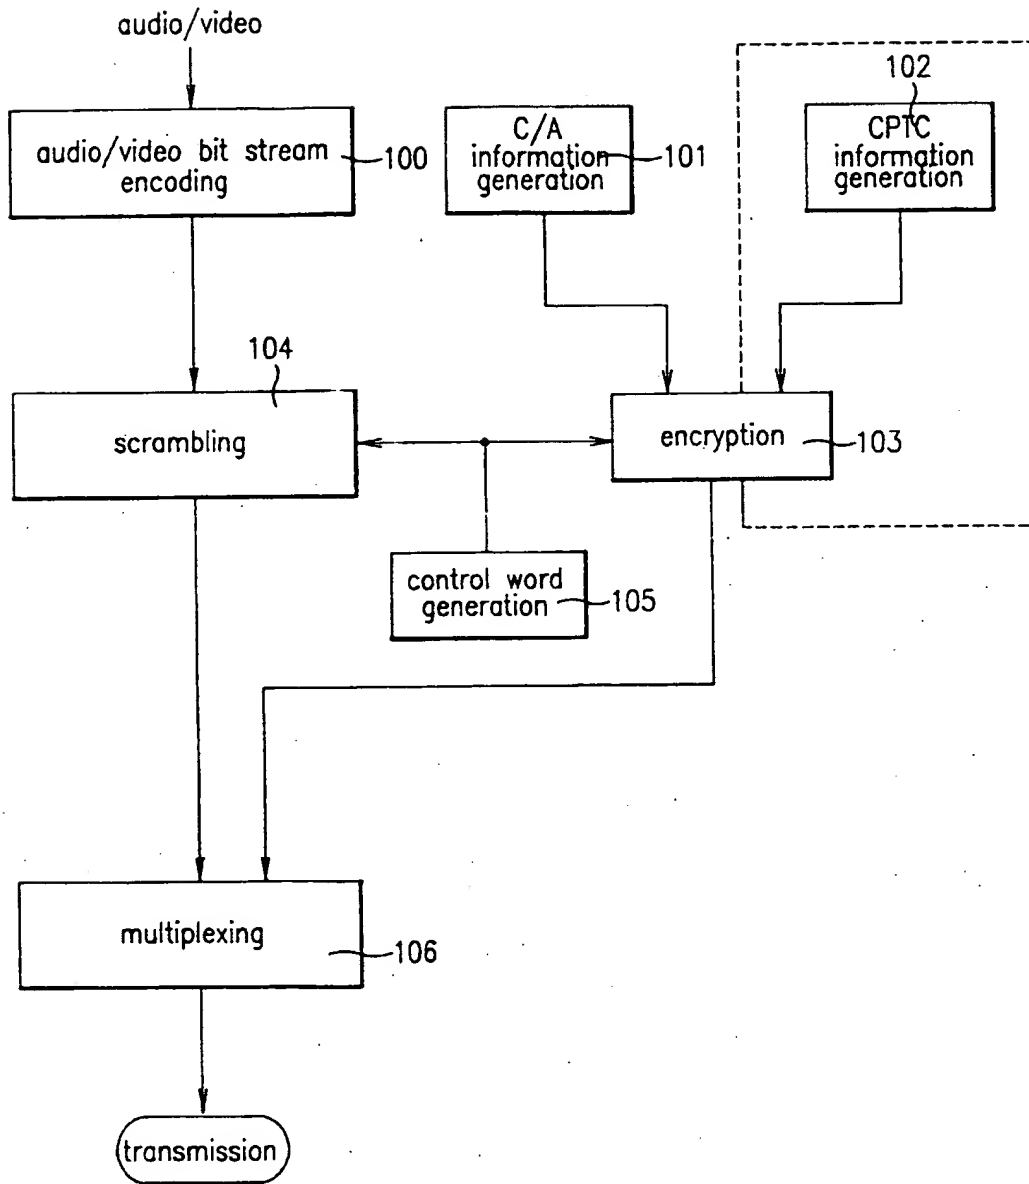 audio/video
audio/video bit stream
encoding
100
C/A
information
generation
101
102
CPTC
information
generation
104
scrambling
encryption
103
control word
generation
105
multiplexing
106
transmission